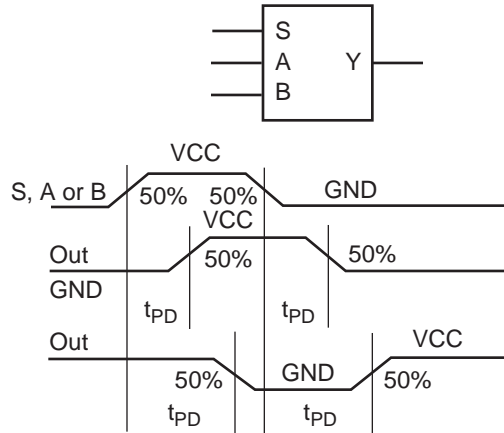 S
A Y
B
VCC
S, A or B 50% 50% GND
VCC
Out 50% 50%
GND
tPD tPD
Out VCC
50% GND 50%
tPD tPD